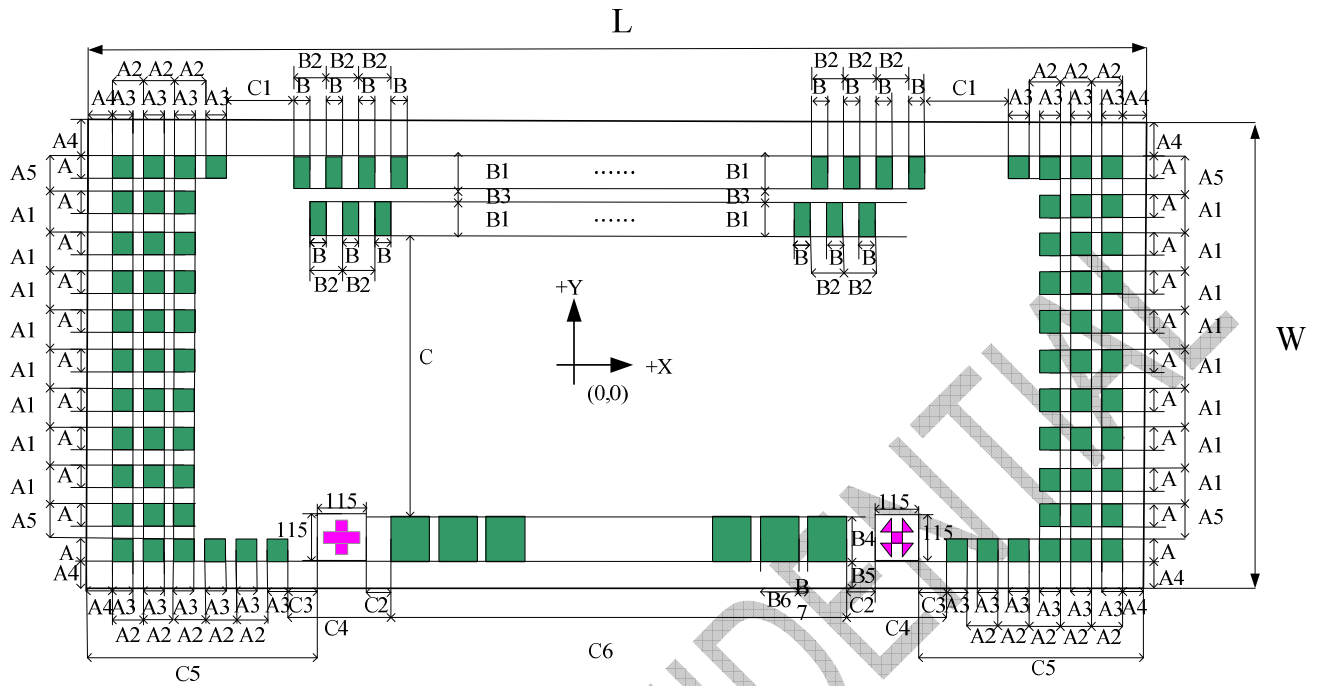 L
B2 B2 B2 B2 B2 B2
A2 A2 A2 C1 B B B B B B B B C1 A2 A2 A2
A4 A3 A3 A3 A3 A3 A3 A3 A3 A4
A4 A4
A5 A B1 ...... B1 A A5
B3 B3
A1 A B1 ...... B1 A A1
A1 A B B B B B B A A1
B2 B2 B2 B2
A1 A +Y A A1
A1 A C A A1
A1 A +X W A A1
(0,0)
A1 A A A1
A1 A A A1
A1 A A A1
A5 A 115 115 A A5
115 B4 115
A A
A4 B5 A4
A4 A3 A3 A3 A3 A3 A3 C3 C2 B6 B7 C2 C3 A3 A3 A3 A3 A3 A3 A4
A2 A2 A2 A2 A2 C4 C4 A2 A2 A2 A2 A2
C5 C6 C5
NDENTIAL